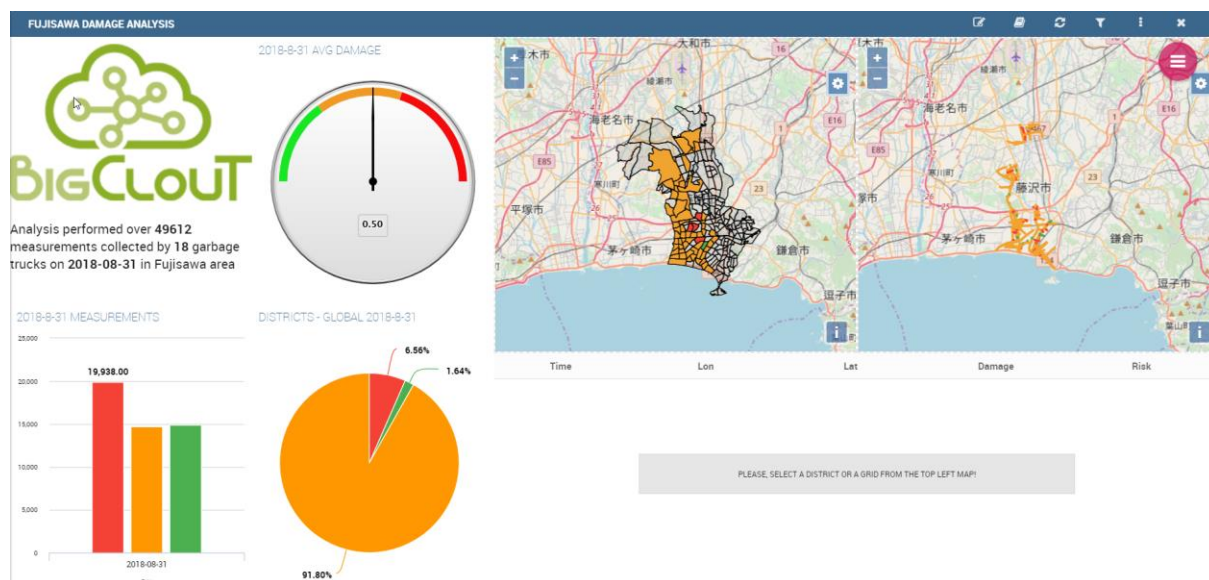 FUJISAWA DAMAGE ANALYSIS
BIGCLOUT
Analysis performed over 49612
measurements collected by 18 garbage
trucks on 2018-08-31 in Fujisawa area
2018-8-31 AVG DAMAGE
0.50
2018-8-31 MEASUREMENTS
25,000
20,000
15,000
10,000
5,000
0
19,938.00
2018-08-31
DISTRICTS - GLOBAL 2018-8-31
6.56%
1.64%
91.80%
+
−
大和市
16
綾瀬市
海老名市
1
E16
E85
寒川町
23
平塚市
茅ヶ崎市
鎌倉市
逗子市
i
+
−
綾瀬市
海老名市
1
E16
E85
寒川町
藤沢市
23
茅ヶ崎市
鎌倉市
逗子市
葉山町
i
Time Lon Lat Damage Risk
PLEASE, SELECT A DISTRICT OR A GRID FROM THE TOP LEFT MAP!